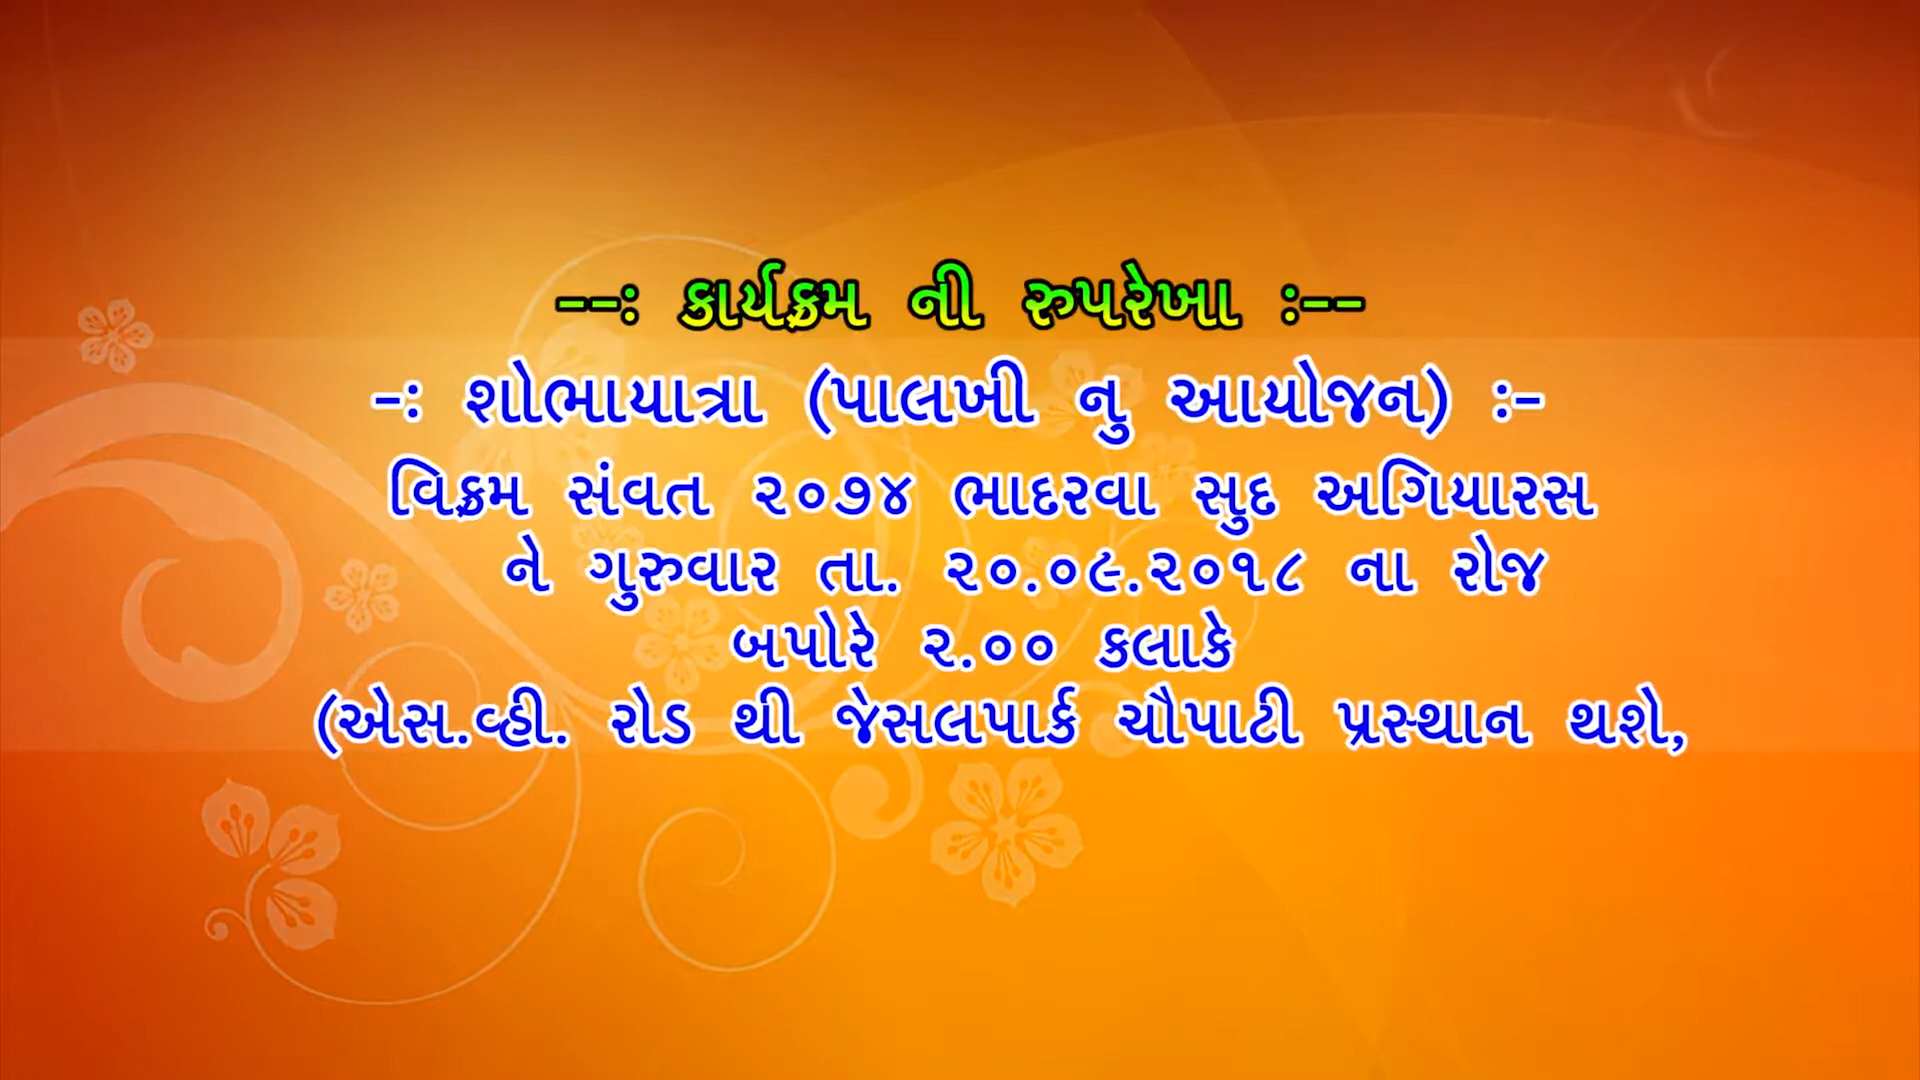 --: કાર્યક્રમ ની રુપરેખા :--
-: શોભાયાત્રા (પાલખી નુ આયોજન) :-
વિક્રમ સંવત ૨૦૭૪ ભાદરવા સુદ અગિયારસ
ને ગુરુવાર તા. ૨૦.૦૯.૨૦૧૮ ના રોજ
બપોરે ૨.૦૦ કલાકે
(એસ.વ્હી. રોડ થી જેસલપાર્ક ચૌપાટી પ્રસ્થાન થશે,